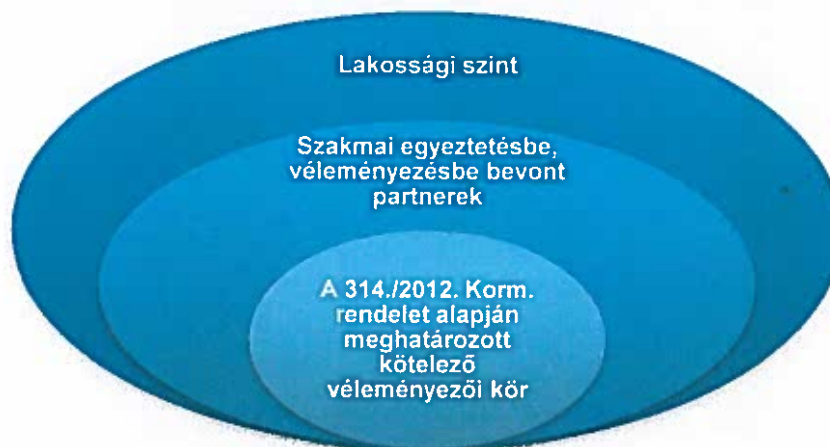 Lakossági szint
Szakmai egyeztetésbe,
véleményezésbe bevont
partnerek
A 314./2012. Korm.
rendelet alapján
meghatározott
kötelező
véleményezői kör